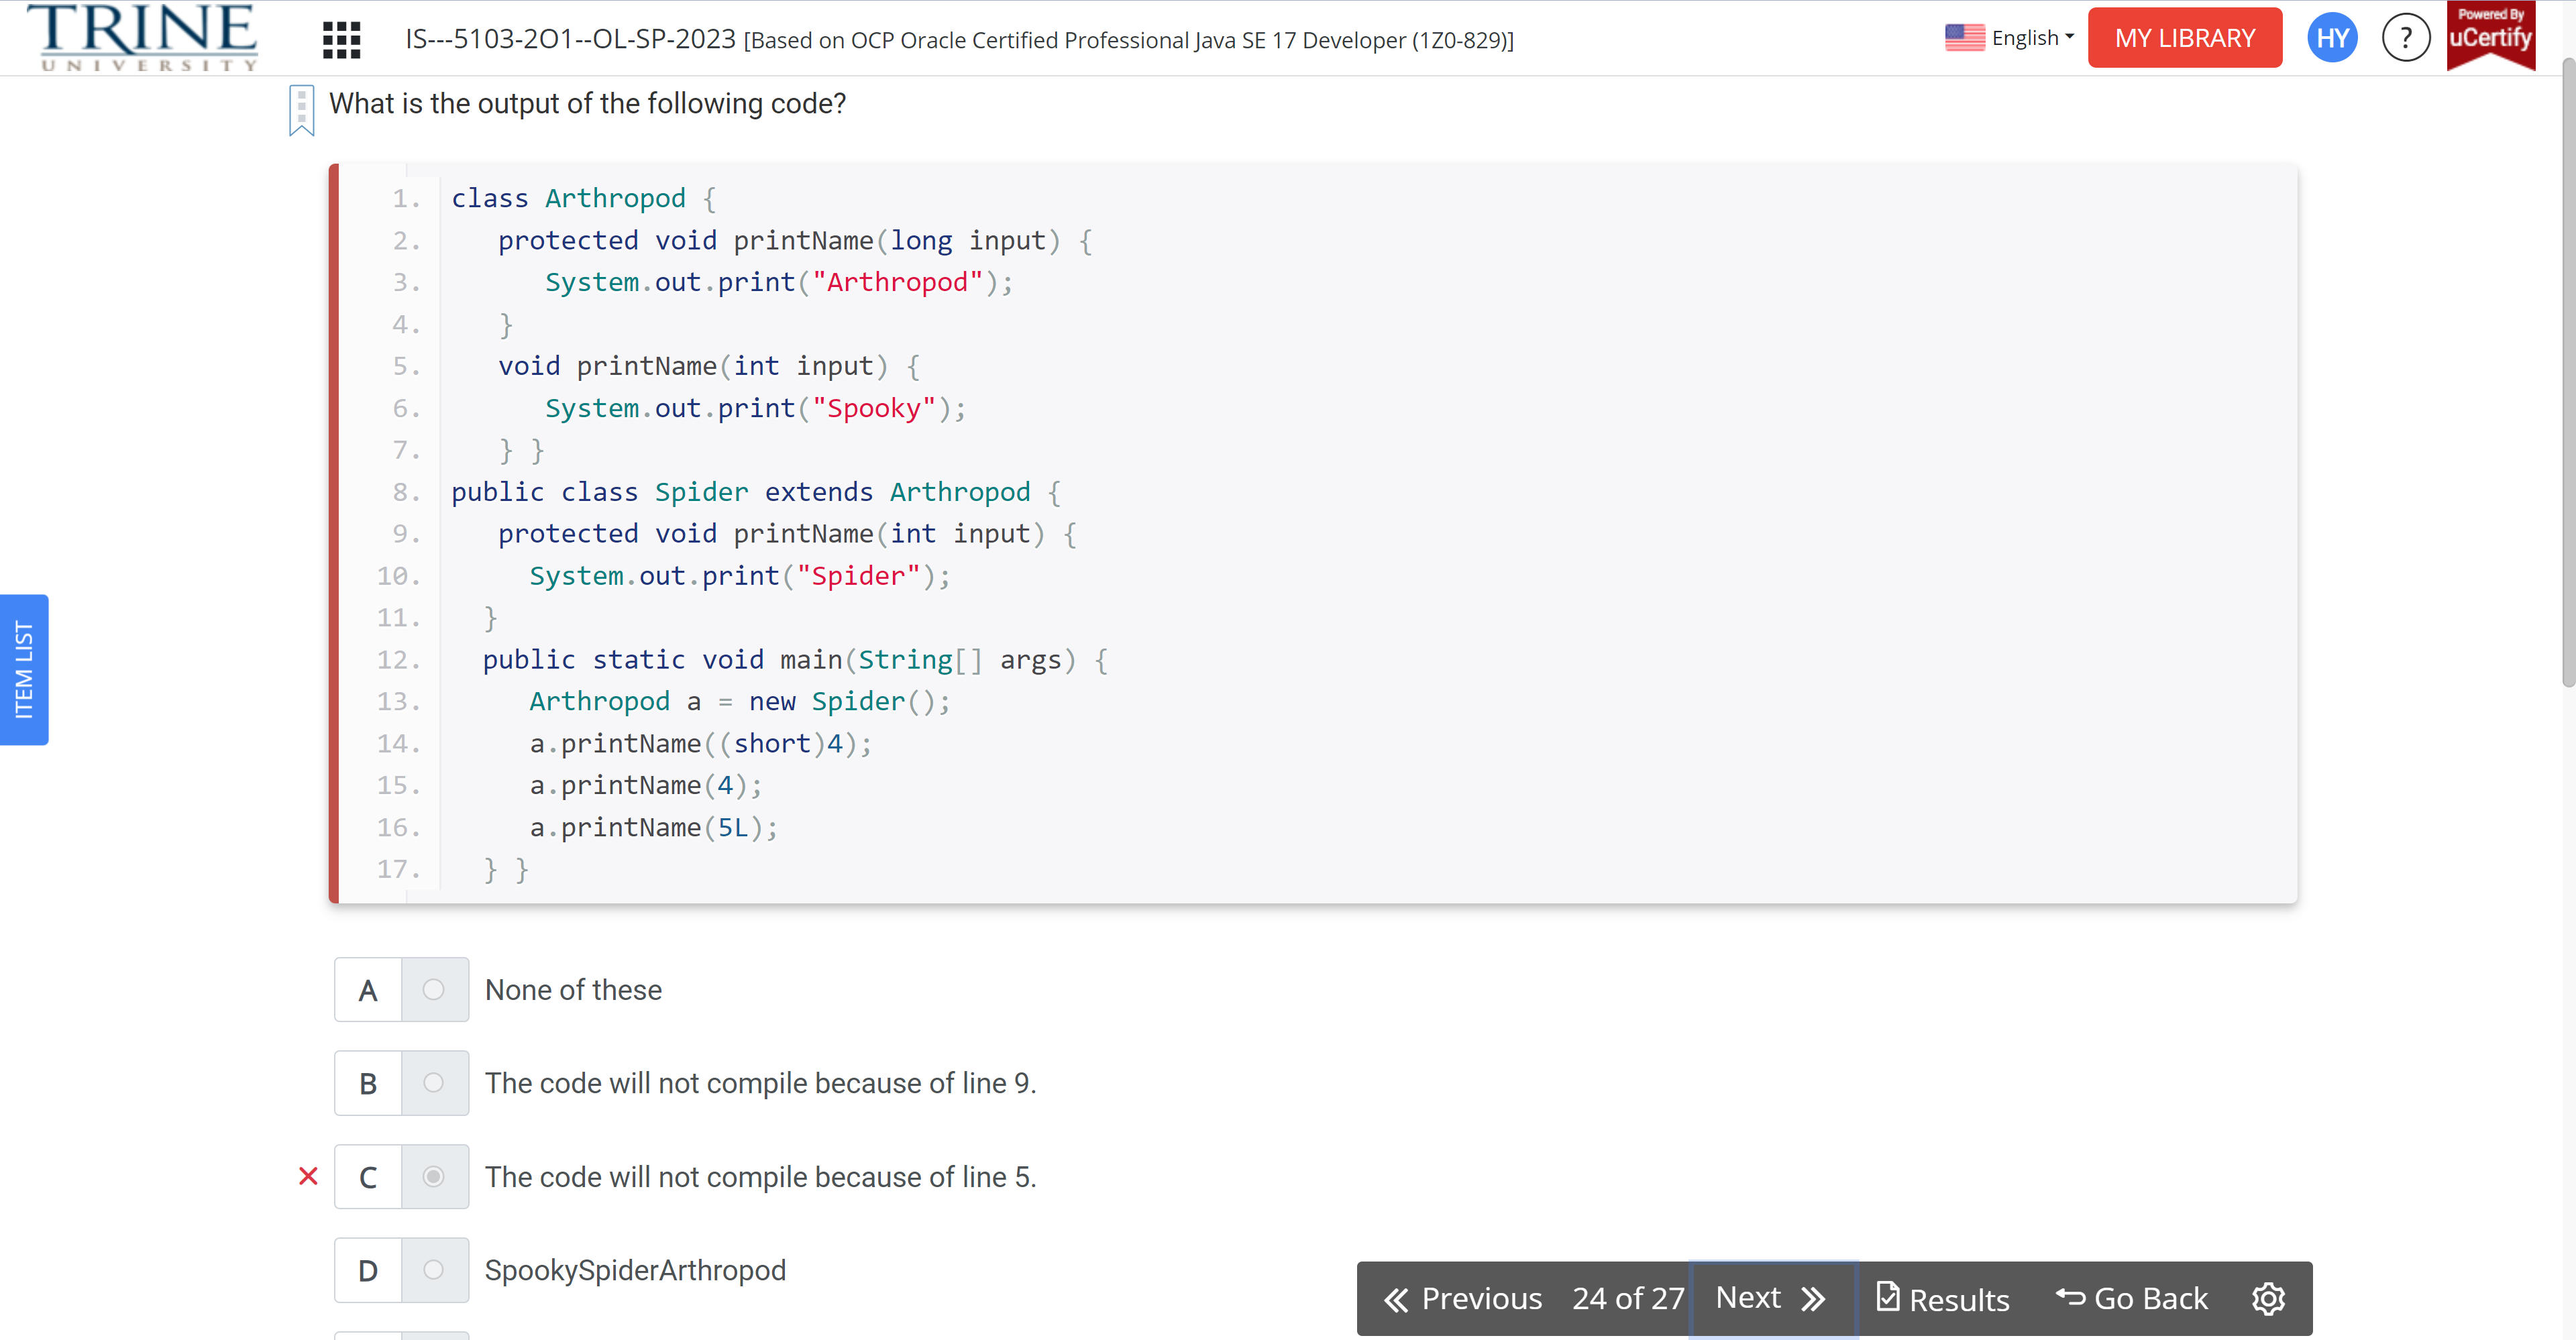 TRINE
UNIVERSITY
IS---5103-2O1--OL-SP-2023 [Based on OCP Oracle Certified Professional Java SE 17 Developer (1Z0-829)]
English
MY LIBRARY
HY
?
Powered By
uCertify
What is the output of the following code?
1. class Arthropod {
2. protected void printName(long input) {
3. System.out.print("Arthropod");
4. }
5. void printName(int input) {
6. System.out.print("Spooky");
7. } }
8. public class Spider extends Arthropod {
9. protected void printName(int input) {
10. System.out.print("Spider");
11. }
12. public static void main(String[] args) {
13. Arthropod a = new Spider();
14. a.printName((short)4);
15. a.printName(4);
16. a.printName(5L);
17. } }
ITEM LIST
A None of these
B The code will not compile because of line 9.
C The code will not compile because of line 5.
D SpookySpiderArthropod
Previous 24 of 27 Next Results Go Back